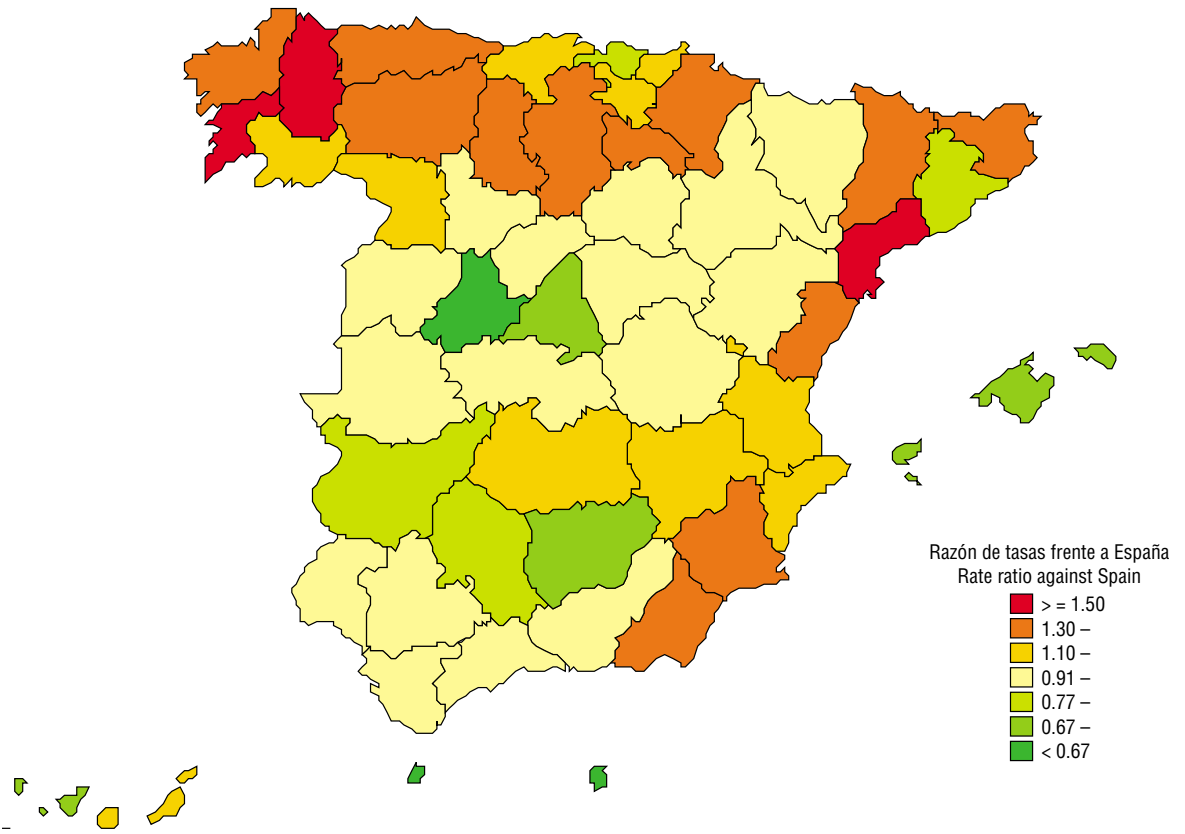 Razón de tasas frente a España
Rate ratio against Spain
> = 1.50
1.30 –
1.10 –
0.91 –
0.77 –
0.67 –
< 0.67